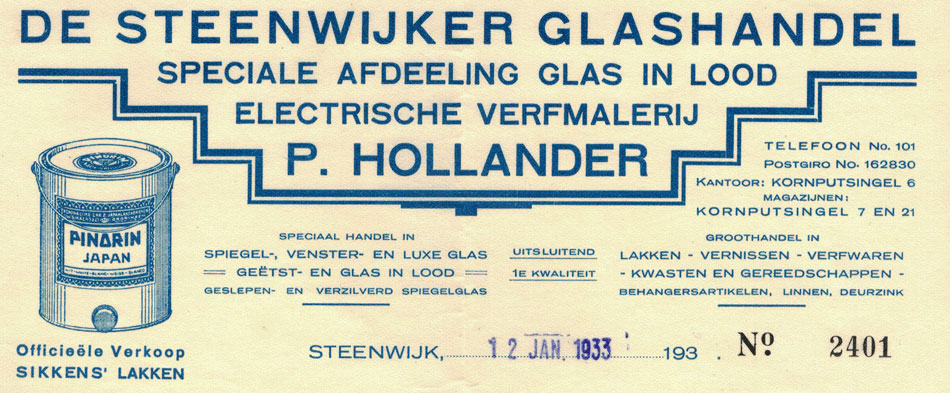 DE STEENWIJKER GLASHANDEL
SPECIALE AFDEELING GLAS IN LOOD
ELECTRISCHE VERFMALERIJ
P. HOLLANDER
TELEFOON No. 101
POSTGIRO No. 162830
KANTOOR: KORNPUTSINGEL 6
MAGAZIJNEN:
KORNPUTSINGEL 7 EN 21
PINDRIN
JAPAN
Officieële Verkoop
SIKKENS' LAKKEN
SPECIAAL HANDEL IN
SPIEGEL-, VENSTER- EN LUXE GLAS
GEËTST- EN GLAS IN LOOD
GESLEPEN- EN VERZILVERD SPIEGELGLAS
UITSLUITEND
1E KWALITEIT
GROOTHANDEL IN
LAKKEN - VERNISSEN - VERFWAREN
- KWASTEN EN GEREEDSCHAPPEN -
BEHANGERSARTIKELEN, LINNEN, DEURZINK
STEENWIJK, 12 JAN. 1933 193 . No. 2401